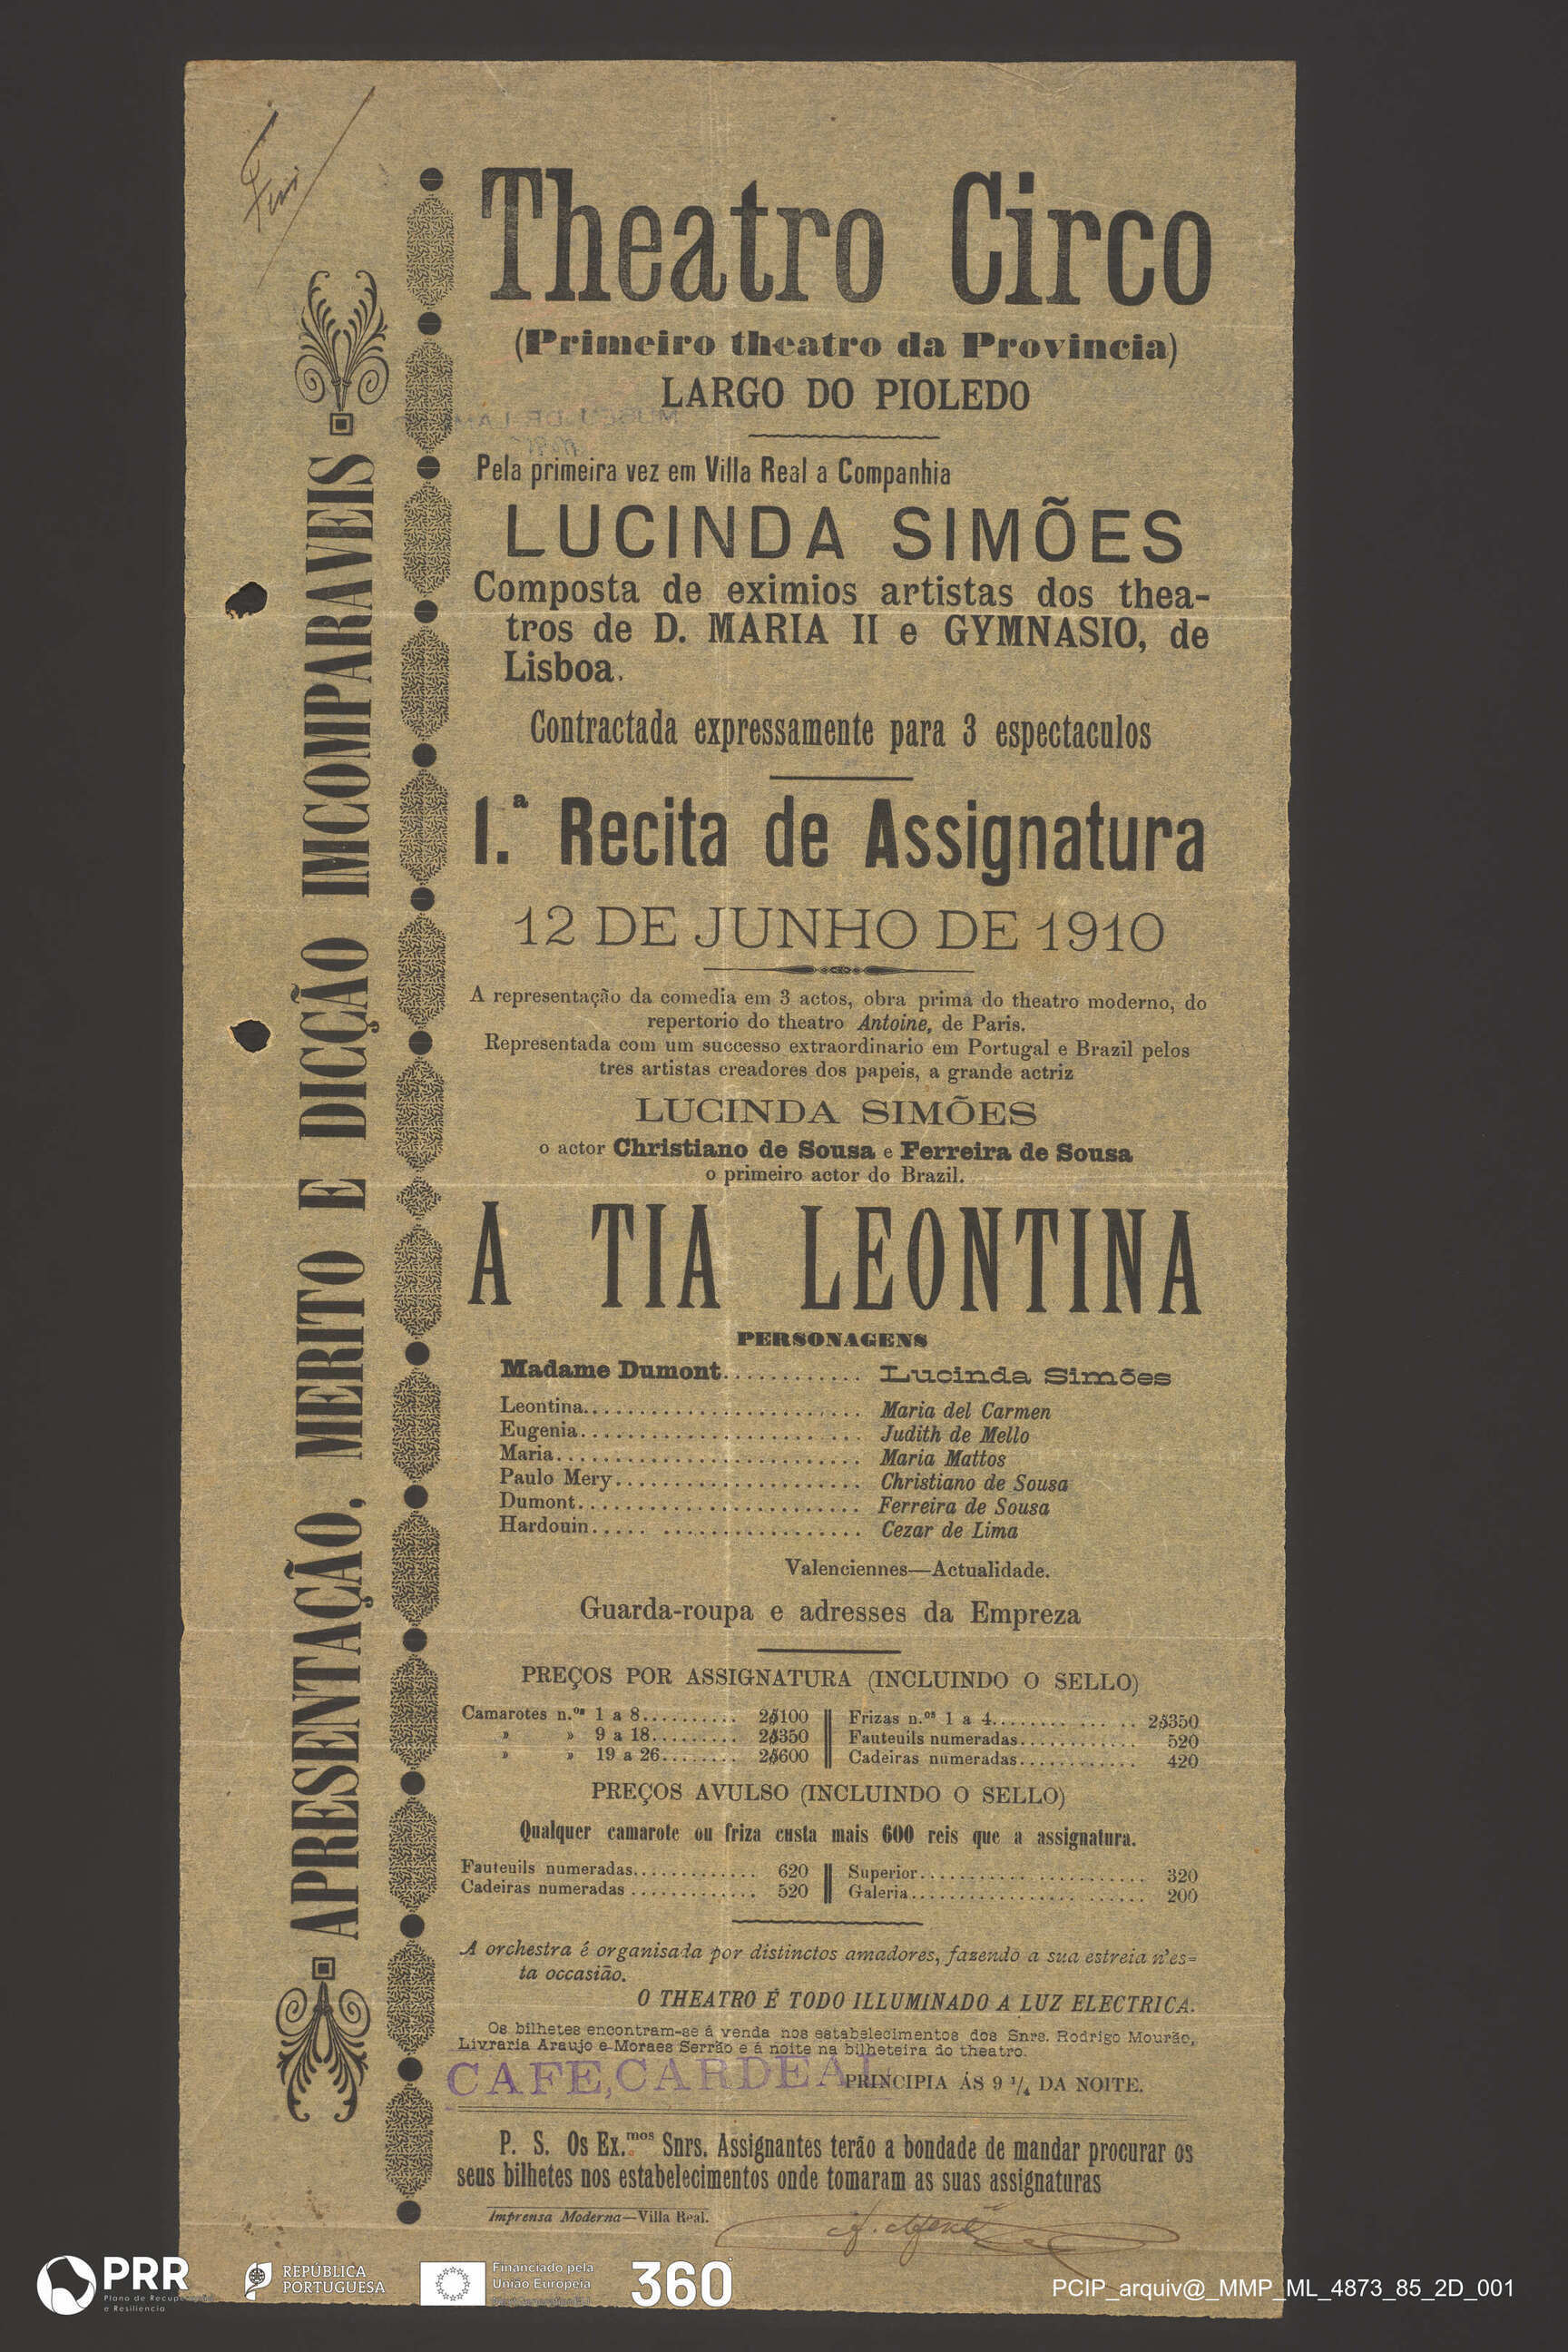 Theatro Circo
(Primeiro theatro da Provincia)
LARGO DO PIOLEDO
Pela primeira vez em Villa Real a Companhia
LUCINDA SIMÕES
Composta de eximios artistas dos thea-
tros de D. MARIA II e GYMNASIO, de
Lisboa.
Contractada expressamente para 3 espectaculos
1.ª Recita de Assignatura
12 DE JUNHO DE 1910
A representação da comedia em 3 actos, obra prima do theatro moderno, do
repertorio do theatro Antoine, de Paris.
Representada com um successo extraordinario em Portugal e Brazil pelos
tres artistas creadores dos papeis, a grande actriz
LUCINDA SIMÕES
o actor Christiano de Sousa e Ferreira de Sousa
o primeiro actor do Brazil.
A TIA LEONTINA
PERSONAGENS
Madame Dumont............ Lucinda Simões
Leontina......................... Maria del Carmen
Eugenia......................... Judith de Mello
Maria........................... Maria Mattos
Paulo Mery...................... Christiano de Sousa
Dumont......................... Ferreira de Sousa
Hardouin..... .................. Cezar de Lima
Valenciennes—Actualidade.
Guarda-roupa e adresses da Empreza
PREÇOS POR ASSIGNATURA (INCLUINDO O SELLO)
Camarotes n.os 1 a 8.......... 2$100
» » 9 a 18......... 2$350
» » 19 a 26........ 2$600
Frizas n.os 1 a 4........ .. ... .. 2$350
Fauteuils numeradas............ 520
Cadeiras numeradas............ 420
PREÇOS AVULSO (INCLUINDO O SELLO)
Qualquer camarote ou friza custa mais 600 reis que a assignatura.
Fauteuils numeradas............. 620
Cadeiras numeradas ............. 520
Superior........................ 320
Galeria......................... 200
A orchestra é organisada por distinctos amadores, fazendo a sua estreia n'es=
ta occasião.
O THEATRO É TODO ILLUMINADO A LUZ ELECTRICA.
Os bilhetes encontram-se á venda nos estabelecimentos dos Snrs. Rodrigo Mourão,
Livraria Araujo e Moraes Serrão e á noite na bilheteira do theatro.
CAFE, CARDEAL
PRINCIPIA ÁS 9 1/4 DA NOITE.
P. S. Os Ex.mos Snrs. Assignantes terão a bondade de mandar procurar os
seus bilhetes nos estabelecimentos onde tomaram as suas assignaturas
Imprensa Moderna—Villa Real.
APRESENTAÇÃO, MERITO E DICÇÃO IMCOMPARAVEIS
PRR
Plano de Recuperação
e Resiliência
REPÚBLICA
PORTUGUESA
Financiado pela
União Europeia
360
PCIP_arquiv@_MMP_ML_4873_85_2D_001